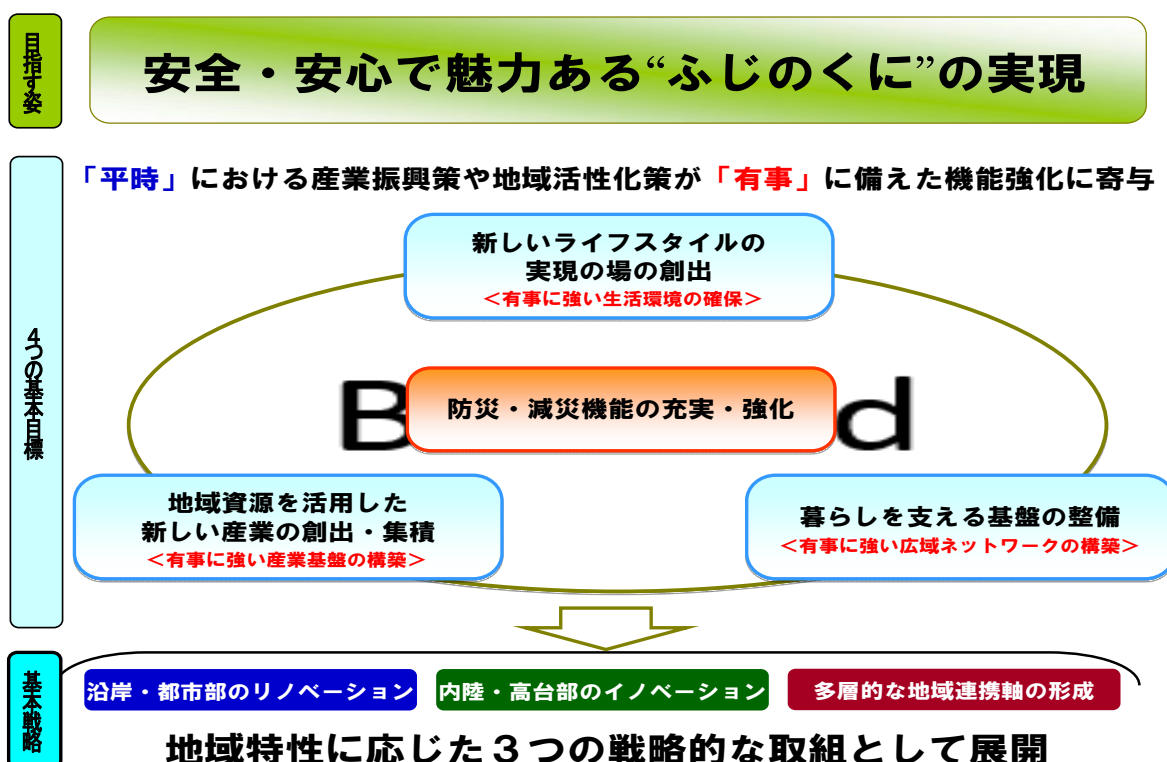 目指す姿
安全・安心で魅力ある“ふじのくに”の実現
4つの基本目標
「平時」における産業振興策や地域活性化策が「有事」に備えた機能強化に寄与
新しいライフスタイルの
実現の場の創出
＜有事に強い生活環境の確保＞
防災・減災機能の充実・強化
地域資源を活用した
新しい産業の創出・集積
＜有事に強い産業基盤の構築＞
暮らしを支える基盤の整備
＜有事に強い広域ネットワークの構築＞
基本戦略
沿岸・都市部のリノベーション
内陸・高台部のイノベーション
多層的な地域連携軸の形成
地域特性に応じた３つの戦略的な取組として展開